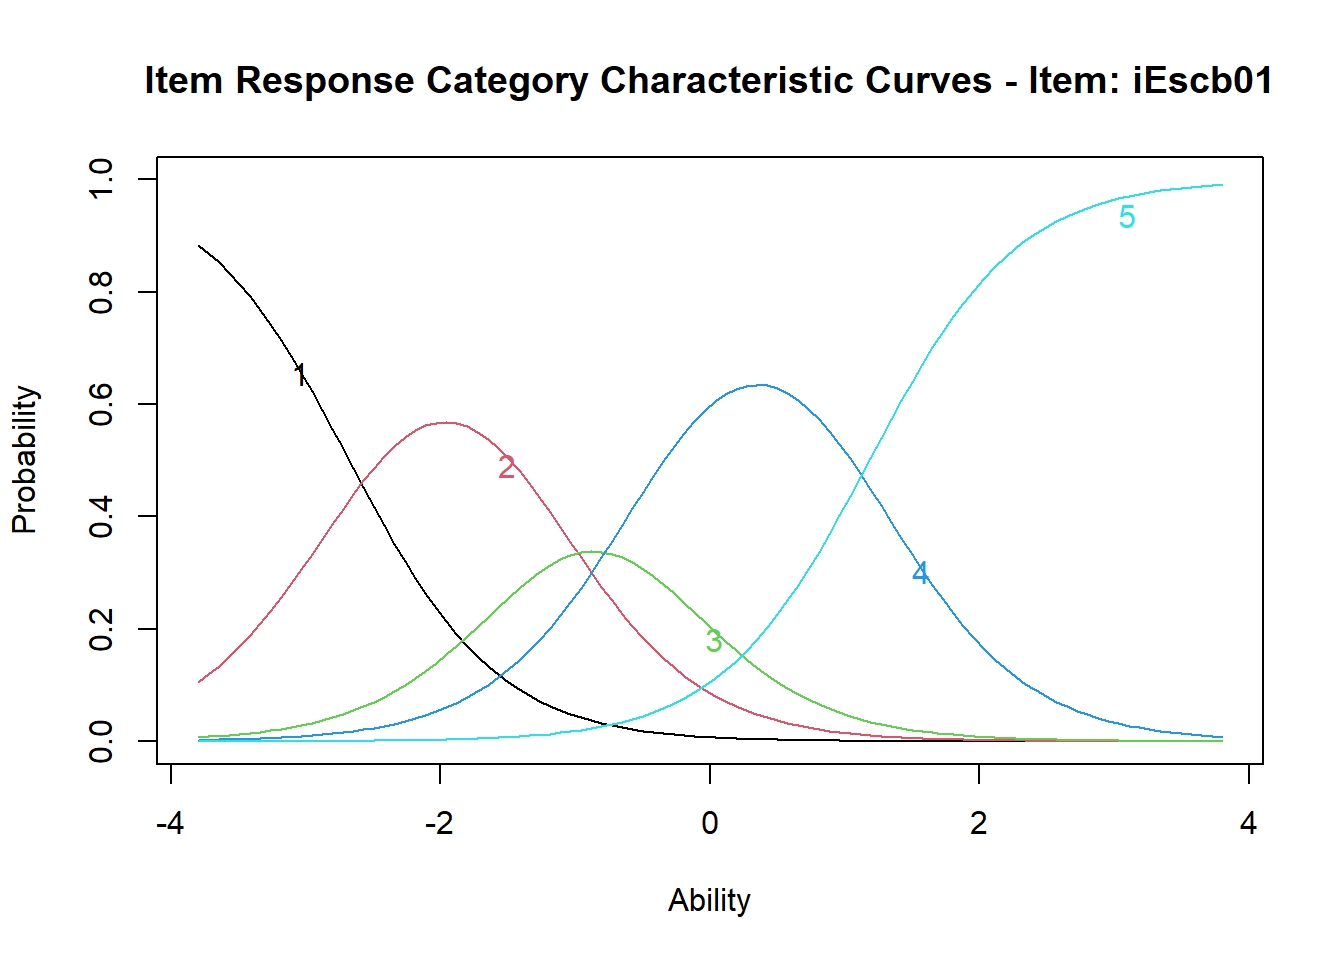 Item Response Category Characteristic Curves - Item: iEscb01
Probability
1.0
0.8
0.6
0.4
0.2
0.0
1
2
3
4
5
-4 -2 0 2 4
Ability